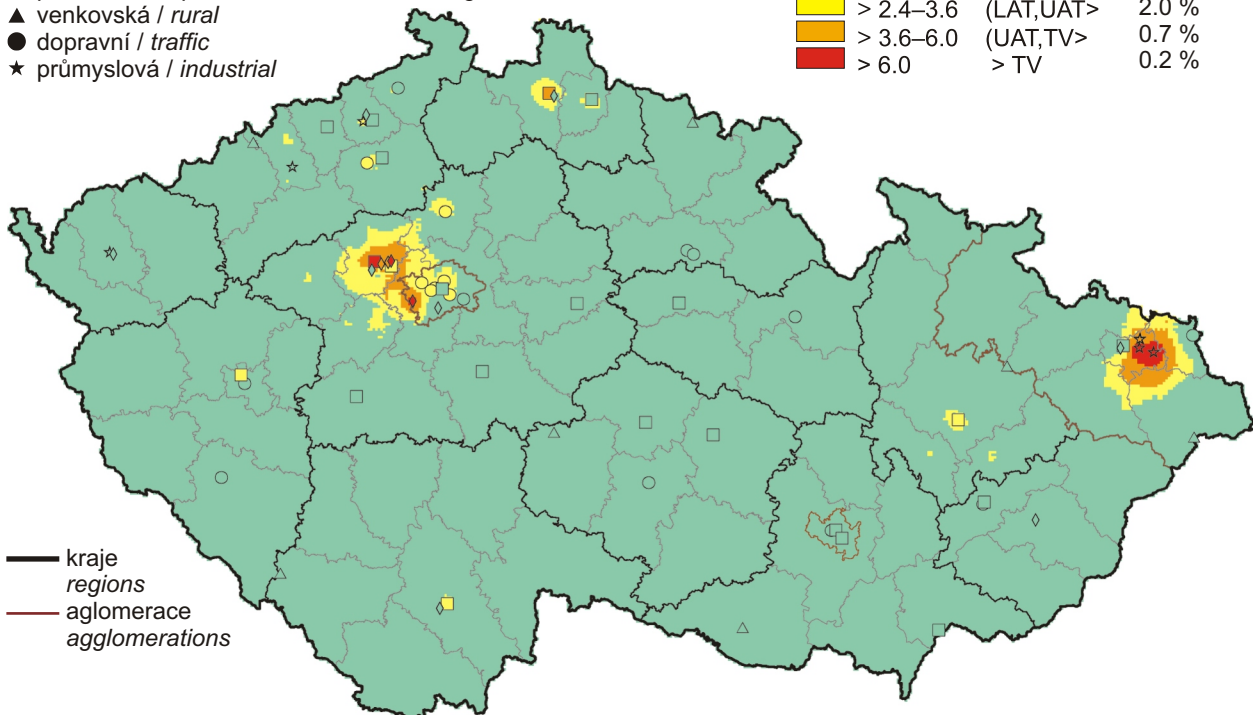 venkovská / rural
dopravní / traffic
průmyslová / industrial
> 2.4–3.6 (LAT,UAT> 2.0 %
> 3.6–6.0 (UAT,TV> 0.7 %
> 6.0 > TV 0.2 %
kraje
regions
aglomerace
agglomerations